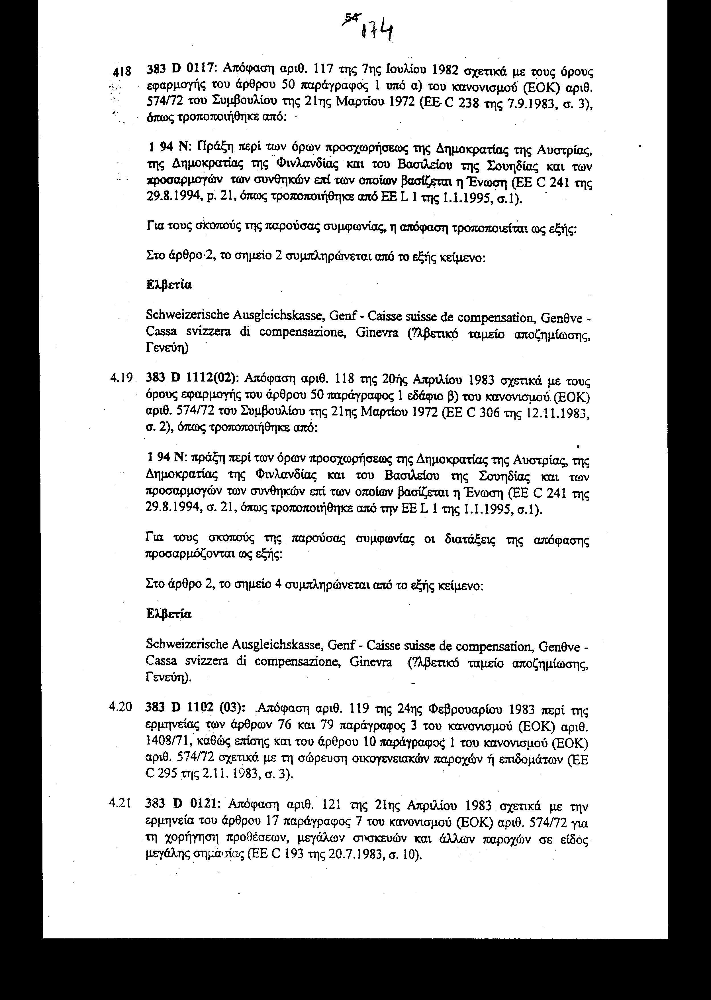 54
174
418 383 D 0117: Απόφαση αριθ. 117 της 7ης Ιουλίου 1982 σχετικά με τους όρους
εφαρμογής του άρθρου 50 παράγραφος 1 υπό α) του κανονισμού (ΕΟΚ) αριθ.
574/72 του Συμβουλίου της 21ης Μαρτίου 1972 (ΕΕ C 238 της 7.9.1983, σ. 3),
όπως τροποποιήθηκε από:
1 94 N: Πράξη περί των όρων προσχωρήσεως της Δημοκρατίας της Αυστρίας,
της Δημοκρατίας της Φινλανδίας και του Βασιλείου της Σουηδίας και των
προσαρμογών των συνθηκών επί των οποίων βασίζεται η Ένωση (ΕΕ C 241 της
29.8.1994, p. 21, όπως τροποποιήθηκε από ΕΕ L 1 της 1.1.1995, σ.1).
Για τους σκοπούς της παρούσας συμφωνίας, η απόφαση τροποποιείται ως εξής:
Στο άρθρο 2, το σημείο 2 συμπληρώνεται από το εξής κείμενο:
Ελβετία
Schweizerische Ausgleichskasse, Genf - Caisse suisse de compensation, Genθve -
Cassa svizzera di compensazione, Ginevra (?λβετικό ταμείο αποζημίωσης,
Γενεύη)
4.19 383 D 1112(02): Απόφαση αριθ. 118 της 20ής Απριλίου 1983 σχετικά με τους
όρους εφαρμογής του άρθρου 50 παράγραφος 1 εδάφιο β) του κανονισμού (ΕΟΚ)
αριθ. 574/72 του Συμβουλίου της 21ης Μαρτίου 1972 (ΕΕ C 306 της 12.11.1983,
σ. 2), όπως τροποποιήθηκε από:
1 94 N: πράξη περί των όρων προσχωρήσεως της Δημοκρατίας της Αυστρίας, της
Δημοκρατίας της Φινλανδίας και του Βασιλείου της Σουηδίας και των
προσαρμογών των συνθηκών επί των οποίων βασίζεται η Ένωση (ΕΕ C 241 της
29.8.1994, σ. 21, όπως τροποποιήθηκε από την ΕΕ L 1 της 1.1.1995, σ.1).
Για τους σκοπούς της παρούσας συμφωνίας οι διατάξεις της απόφασης
προσαρμόζονται ως εξής:
Στο άρθρο 2, το σημείο 4 συμπληρώνεται από το εξής κείμενο:
Ελβετία
Schweizerische Ausgleichskasse, Genf - Caisse suisse de compensation, Genθve -
Cassa svizzera di compensazione, Ginevra (?λβετικό ταμείο αποζημίωσης,
Γενεύη).
4.20 383 D 1102 (03): Απόφαση αριθ. 119 της 24ης Φεβρουαρίου 1983 περί της
ερμηνείας των άρθρων 76 και 79 παράγραφος 3 του κανονισμού (ΕΟΚ) αριθ.
1408/71, καθώς επίσης και του άρθρου 10 παράγραφος 1 του κανονισμού (ΕΟΚ)
αριθ. 574/72 σχετικά με τη σώρευση οικογενειακών παροχών ή επιδομάτων (ΕΕ
C 295 της 2.11. 1983, σ. 3).
4.21 383 D 0121: Απόφαση αριθ. 121 της 21ης Απριλίου 1983 σχετικά με την
ερμηνεία του άρθρου 17 παράγραφος 7 του κανονισμού (ΕΟΚ) αριθ. 574/72 για
τη χορήγηση προθέσεων, μεγάλων συσκευών και άλλων παροχών σε είδος
μεγάλης σημασίας (ΕΕ C 193 της 20.7.1983, σ. 10).